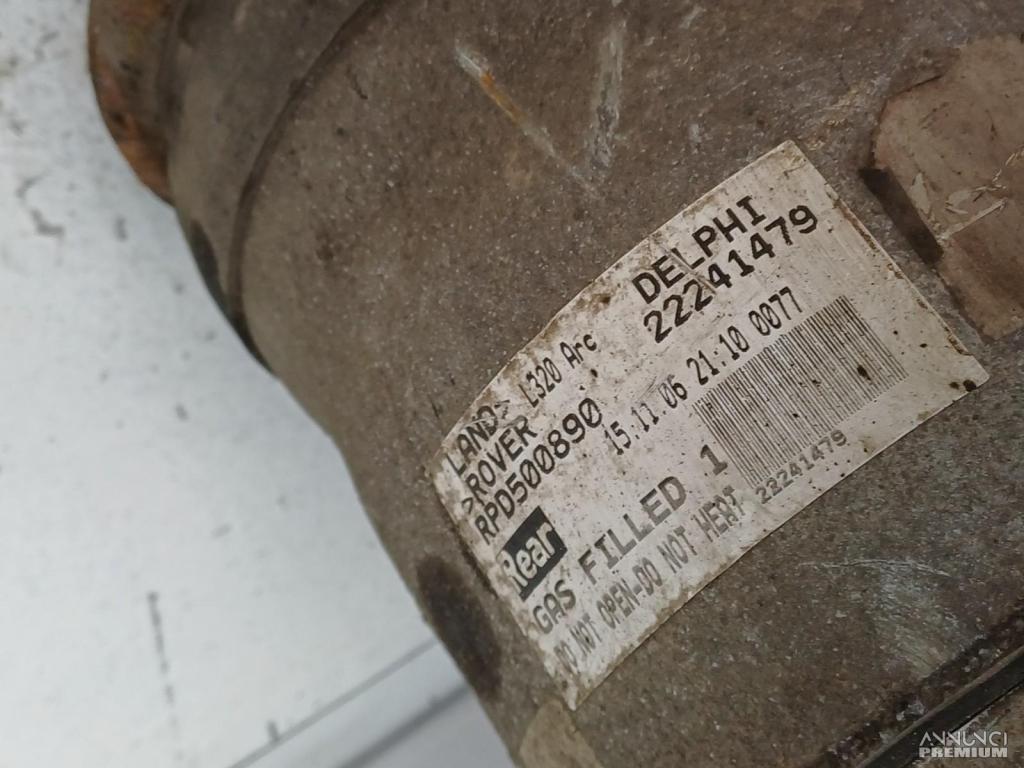 LAND>
>ROVER
L320 Arc
DELPHI
22241479
RPD500890
15.11.06 21:10 0077
Rear
GAS FILLED 1
22241479
DO NOT OPEN-DO NOT HEAT
ANNUNCI
PREMIUM